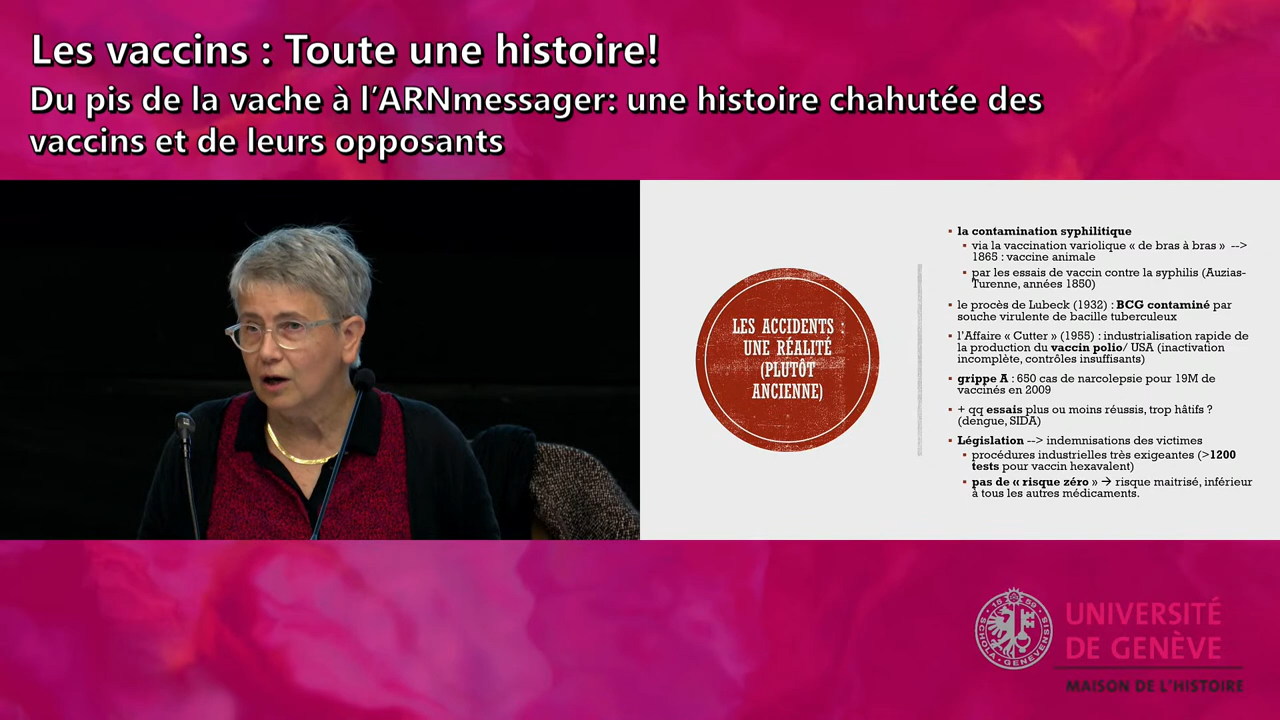 Les vaccins : Toute une histoire!
Du pis de la vache à l’ARNmessager: une histoire chahutée des
vaccins et de leurs opposants
LES ACCIDENTS :
UNE RÉALITÉ
(PLUTÔT
ANCIENNE)
▪ la contamination syphilitique
▪ via la vaccination variolique « de bras à bras » -->
1865 : vaccine animale
▪ par les essais de vaccin contre la syphilis (Auzias-
Turenne, années 1850)
▪ le procès de Lubeck (1932) : BCG contaminé par
souche virulente de bacille tuberculeux
▪ l’Affaire « Cutter » (1955) : industrialisation rapide de
la production du vaccin polio/ USA (inactivation
incomplète, contrôles insuffisants)
▪ grippe A : 650 cas de narcolepsie pour 19M de
vaccinés en 2009
▪ + qq essais plus ou moins réussis, trop hâtifs ?
(dengue, SIDA)
▪ Législation --> indemnisations des victimes
▪ procédures industrielles très exigeantes (>1200
tests pour vaccin hexavalent)
▪ pas de « risque zéro » → risque maitrisé, inférieur
à tous les autres médicaments.
1559
SCHOLA GENEVENSIS
UNIVERSITÉ
DE GENÈVE
MAISON DE L’HISTOIRE